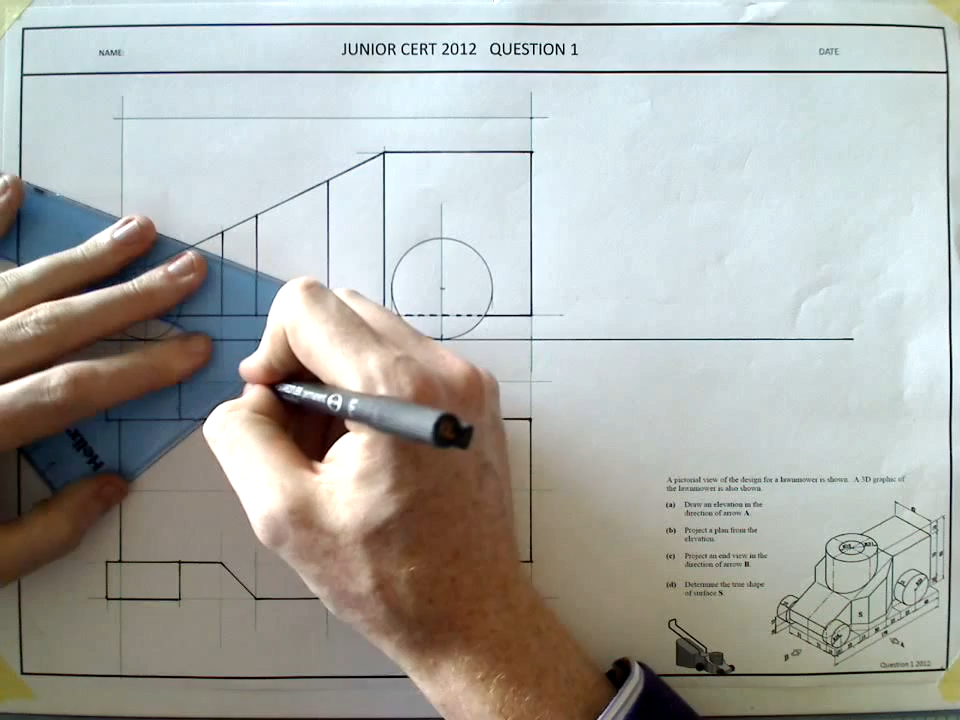 NAME:
JUNIOR CERT 2012 QUESTION 1
DATE
Helix
A pictorial view of the design for a lawnmower is shown. A 3D graphic of
the lawnmower is also shown.
(a) Draw an elevation in the
direction of arrow A.
(b) Project a plan from the
elevation.
(c) Project an end view in the
direction of arrow B.
(d) Determine the true shape
of surface S.
S
A
B
Question 1 2012